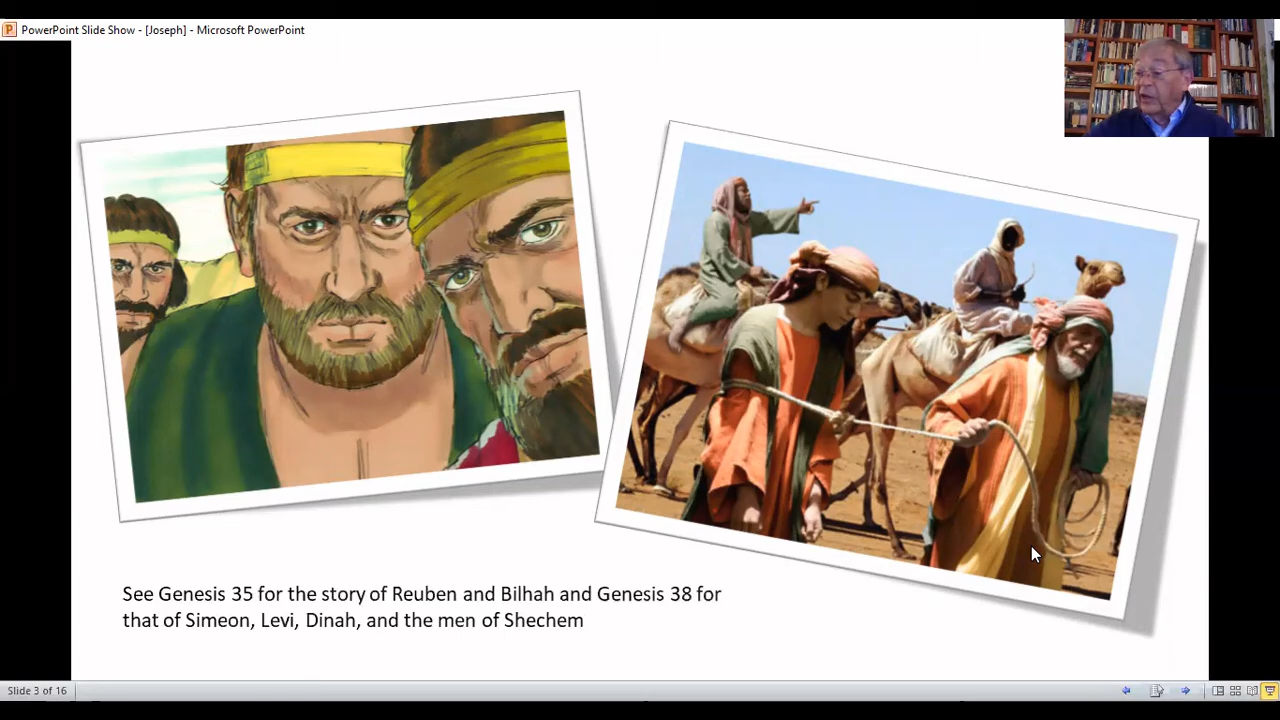 PowerPoint Slide Show - [Joseph] - Microsoft PowerPoint
See Genesis 35 for the story of Reuben and Bilhah and Genesis 38 for
that of Simeon, Levi, Dinah, and the men of Shechem
Slide 3 of 16